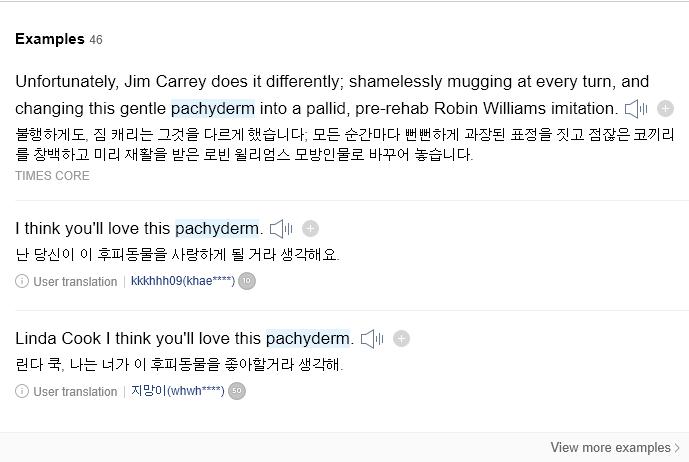 Examples 46
Unfortunately, Jim Carrey does it differently; shamelessly mugging at every turn, and
changing this gentle pachyderm into a pallid, pre-rehab Robin Williams imitation.
불행하게도, 짐 캐리는 그것을 다르게 했습니다; 모든 순간마다 뻔뻔하게 과장된 표정을 짓고 점잖은 코끼리
를 창백하고 미리 재활을 받은 로빈 윌리엄스 모방인물로 바꾸어 놓습니다.
TIMES CORE
I think you'll love this pachyderm.
난 당신이 이 후피동물을 사랑하게 될 거라 생각해요.
User translation | kkkhhh09(khae****) 10
Linda Cook I think you'll love this pachyderm.
린다 쿡, 나는 너가 이 후피동물을 좋아할거라 생각해.
User translation | 지망이(whwh****) 50
View more examples >